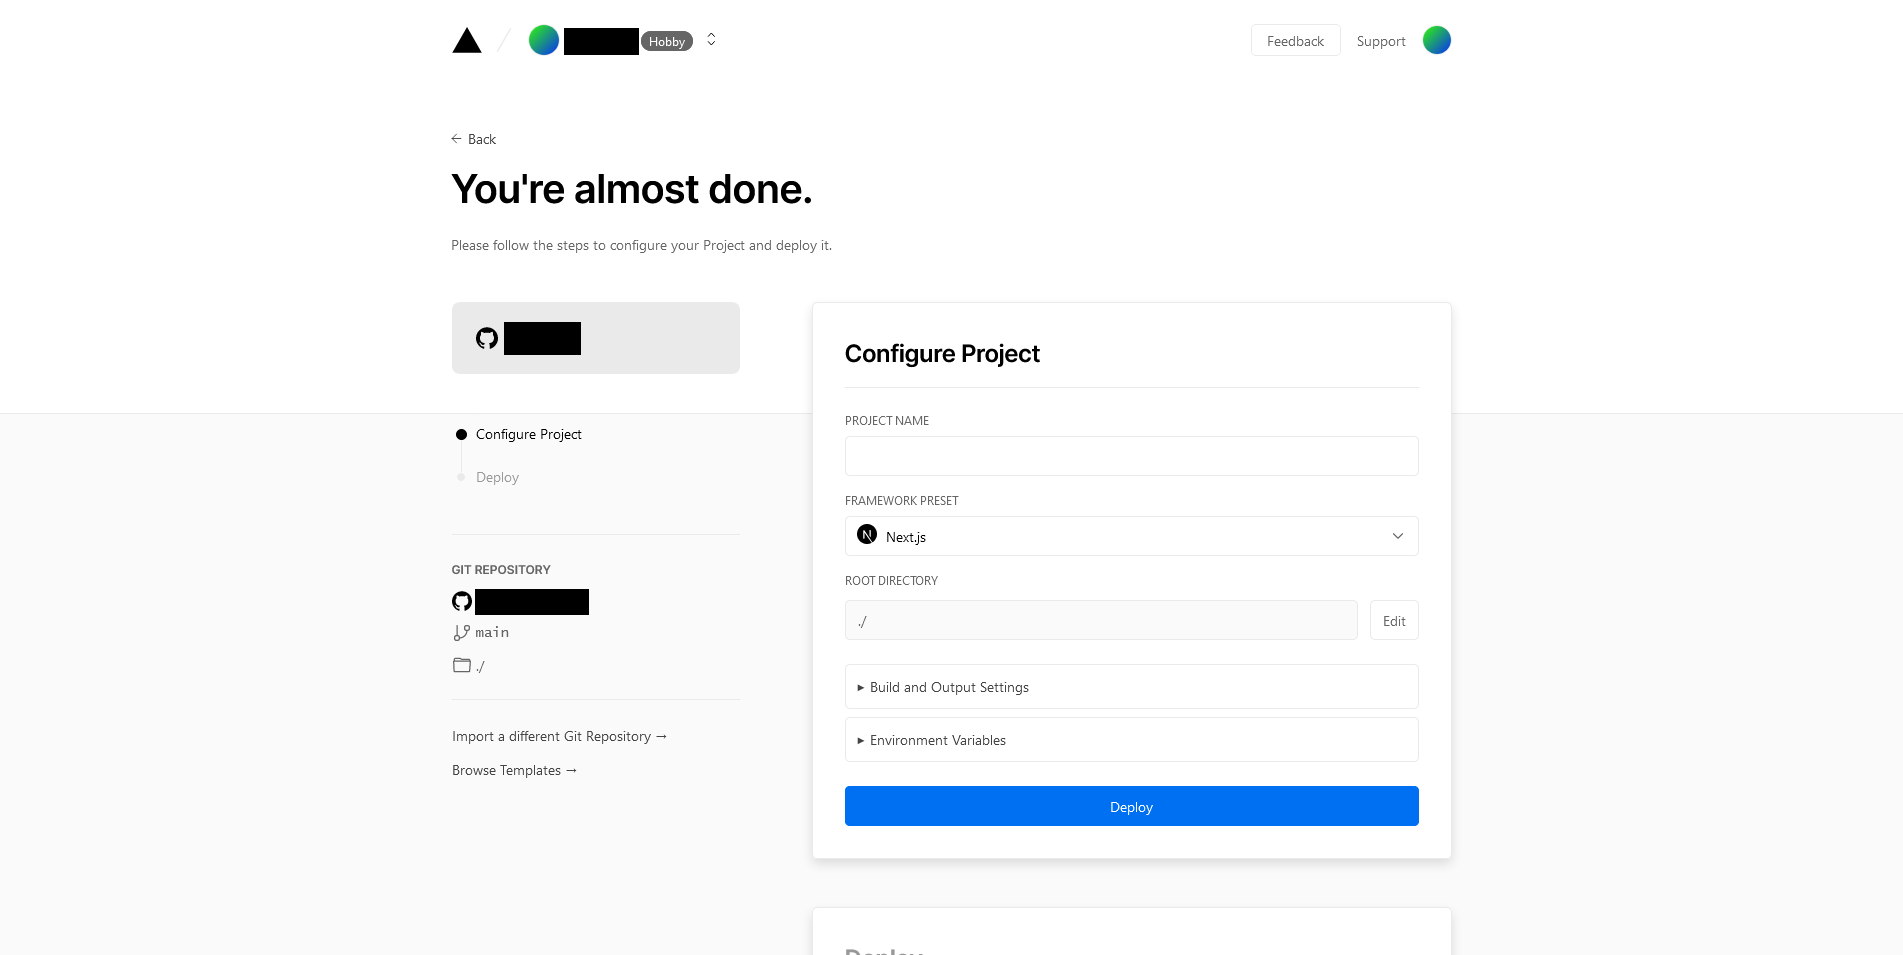 Hobby
Feedback
Support
← Back
You're almost done.
Please follow the steps to configure your Project and deploy it.
Configure Project
Deploy
GIT REPOSITORY
main
./
Import a different Git Repository →
Browse Templates →
Configure Project
PROJECT NAME
FRAMEWORK PRESET
N Next.js
ROOT DIRECTORY
./
Edit
▸ Build and Output Settings
▸ Environment Variables
Deploy
Deploy